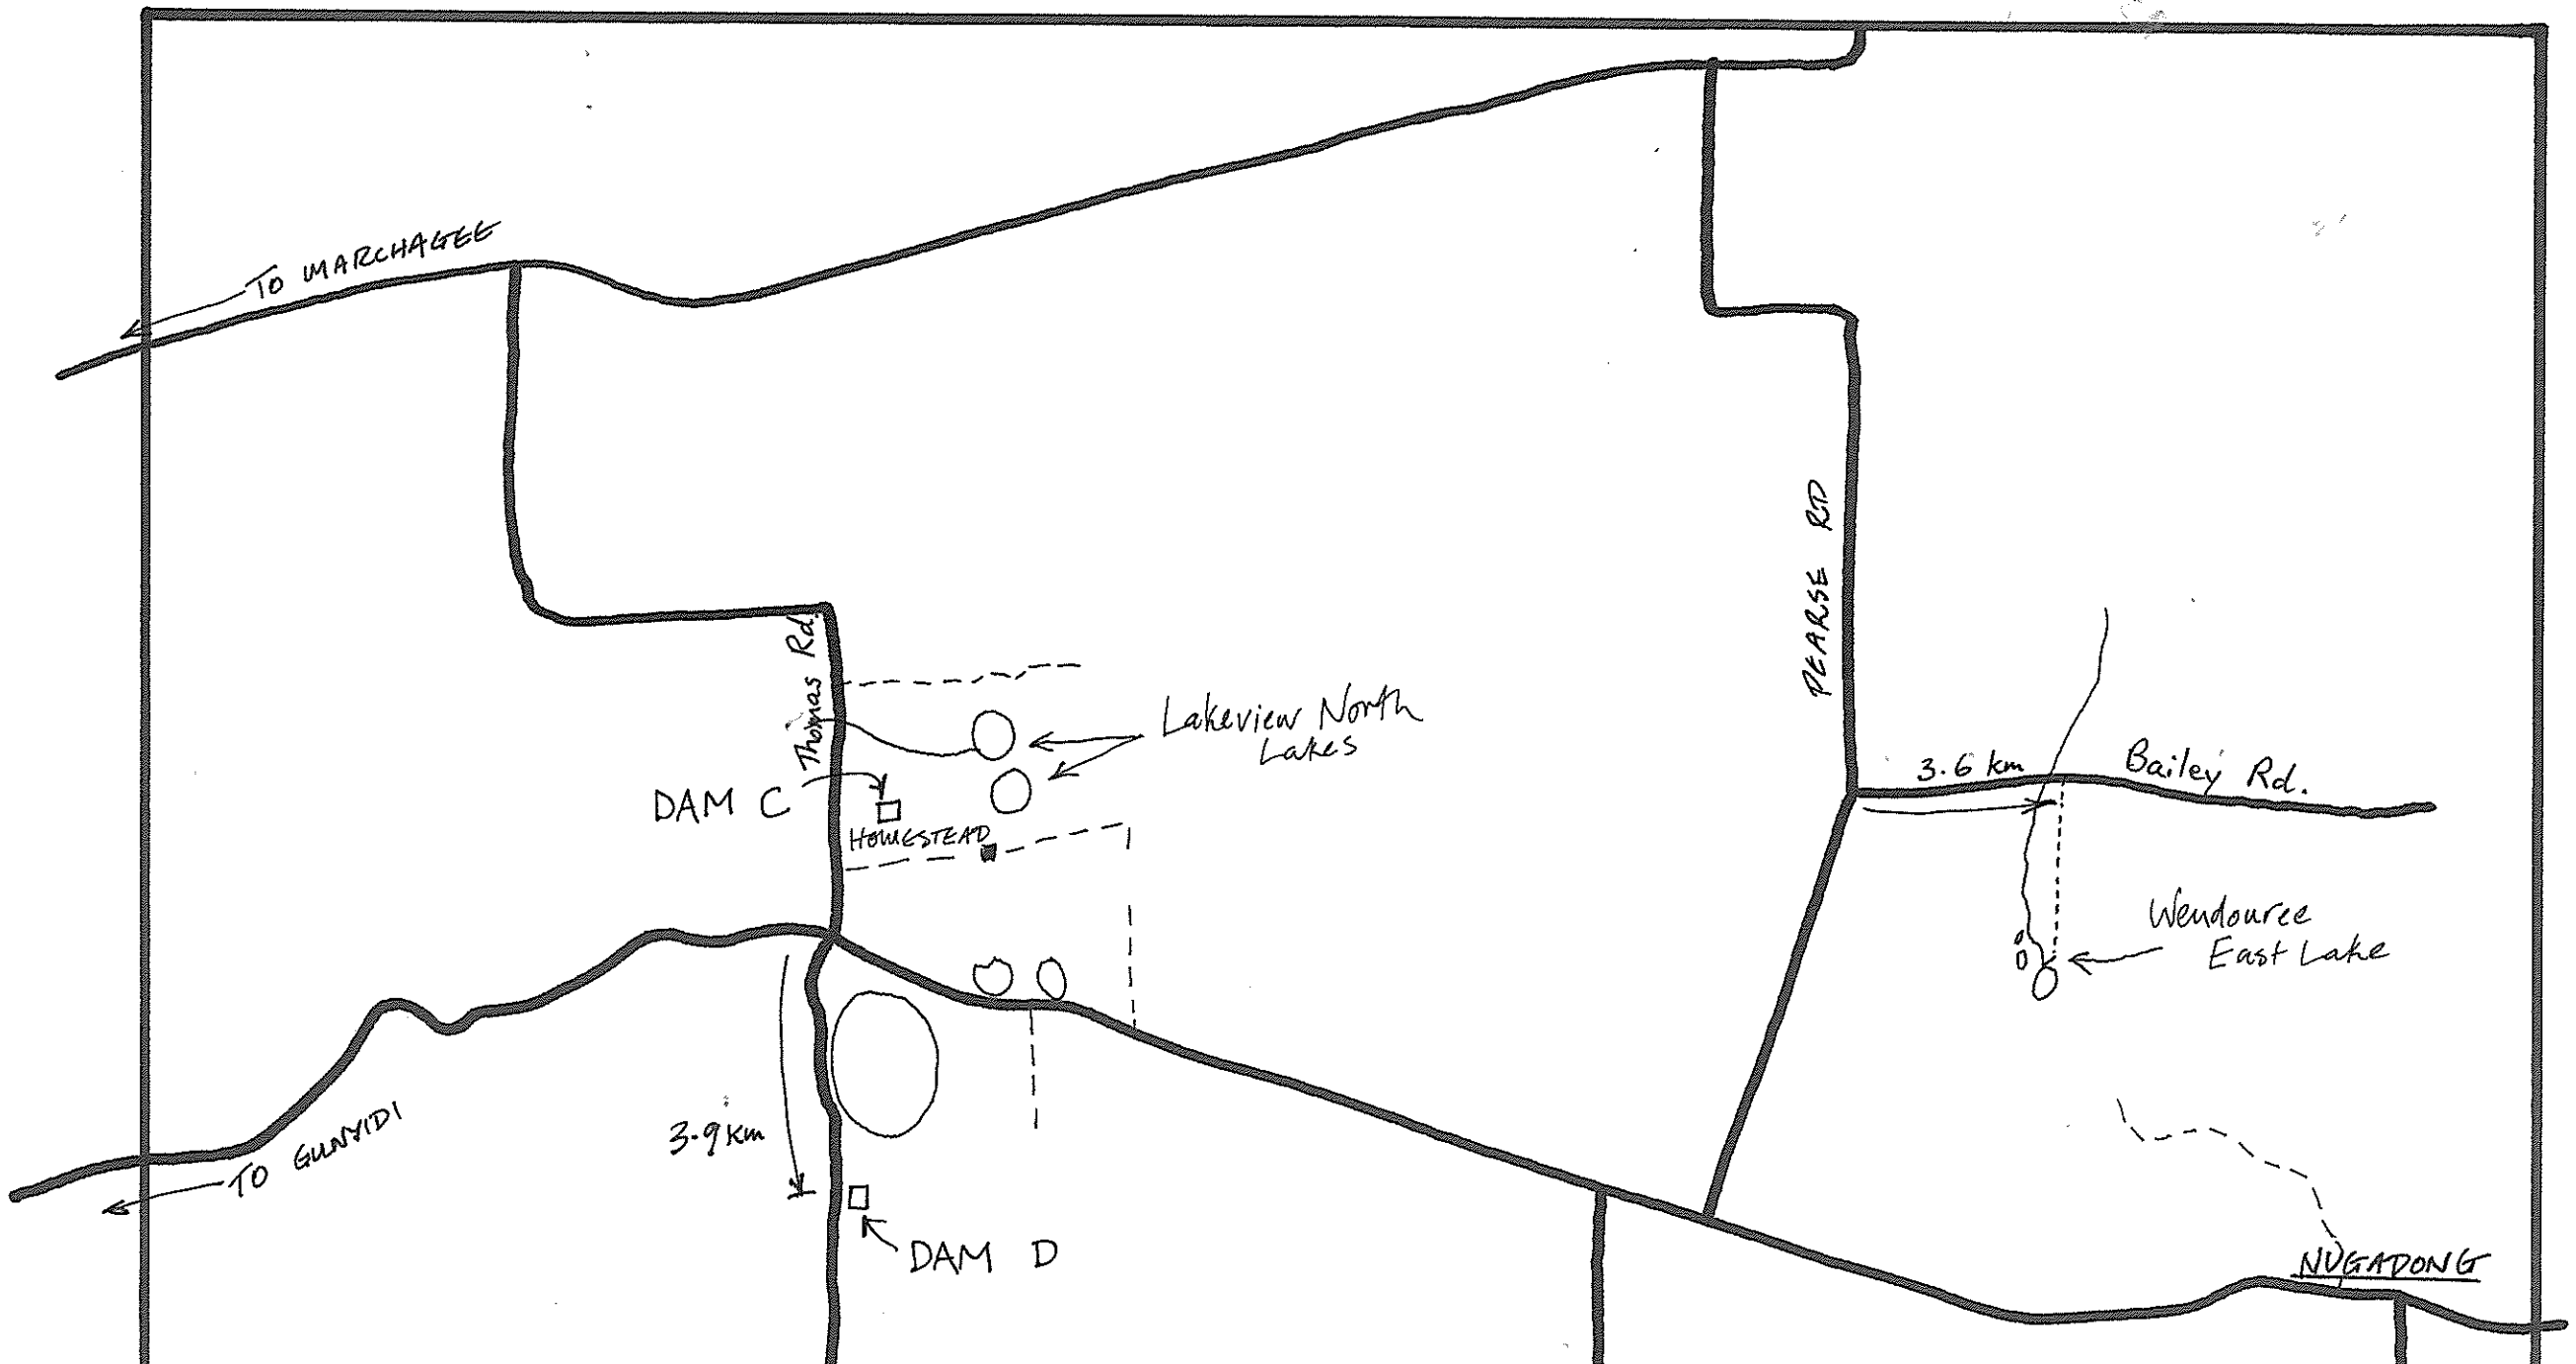 TO MARCHAGEE
PEARSE RD
Thomas Rd.
Lakeview North
Lakes
3.6 km
Bailey Rd.
DAM C
HOMESTEAD
Wendouree
East Lake
3.9 km
TO GUNYIDI
DAM D
NUGADONG